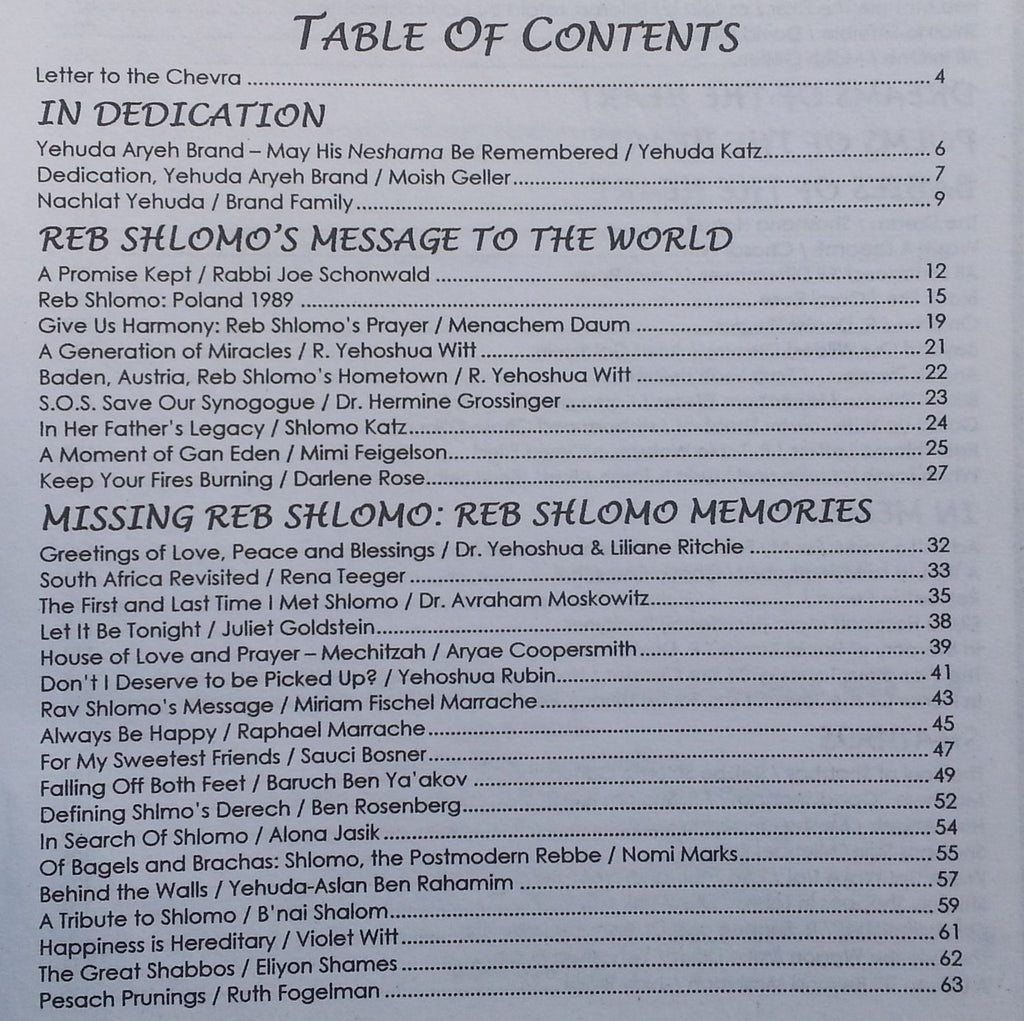 TABLE OF CONTENTS
Letter to the Chevra ........ 4
IN DEDICATION
Yehuda Aryeh Brand – May His Neshama Be Remembered / Yehuda Katz........ 6
Dedication, Yehuda Aryeh Brand / Moish Geller........ 7
Nachlat Yehuda / Brand Family........ 9
REB SHLOMO'S MESSAGE TO THE WORLD
A Promise Kept / Rabbi Joe Schonwald ........ 12
Reb Shlomo: Poland 1989 ........ 15
Give Us Harmony: Reb Shlomo's Prayer / Menachem Daum ........ 19
A Generation of Miracles / R. Yehoshua Witt ........ 21
Baden, Austria, Reb Shlomo's Hometown / R. Yehoshua Witt ........ 22
S.O.S. Save Our Synogogue / Dr. Hermine Grossinger ........ 23
In Her Father's Legacy / Shlomo Katz........ 24
A Moment of Gan Eden / Mimi Feigelson........ 25
Keep Your Fires Burning / Darlene Rose........ 27
MISSING REB SHLOMO: REB SHLOMO MEMORIES
Greetings of Love, Peace and Blessings / Dr. Yehoshua & Liliane Ritchie ........ 32
South Africa Revisited / Rena Teeger ........ 33
The First and Last Time I Met Shlomo / Dr. Avraham Moskowitz........ 35
Let It Be Tonight / Juliet Goldstein........ 38
House of Love and Prayer – Mechitzah / Aryae Coopersmith ........ 39
Don't I Deserve to be Picked Up? / Yehoshua Rubin........ 41
Rav Shlomo's Message / Miriam Fischel Marrache........ 43
Always Be Happy / Raphael Marrache........ 45
For My Sweetest Friends / Sauci Bosner........ 47
Falling Off Both Feet / Baruch Ben Ya'akov ........ 49
Defining Shlmo's Derech / Ben Rosenberg........ 52
In Search Of Shlomo / Alona Jasik ........ 54
Of Bagels and Brachas: Shlomo, the Postmodern Rebbe / Nomi Marks........ 55
Behind the Walls / Yehuda-Aslan Ben Rahamim ........ 57
A Tribute to Shlomo / B'nai Shalom........ 59
Happiness is Hereditary / Violet Witt ........ 61
The Great Shabbos / Eliyon Shames ........ 62
Pesach Prunings / Ruth Fogelman ........ 63